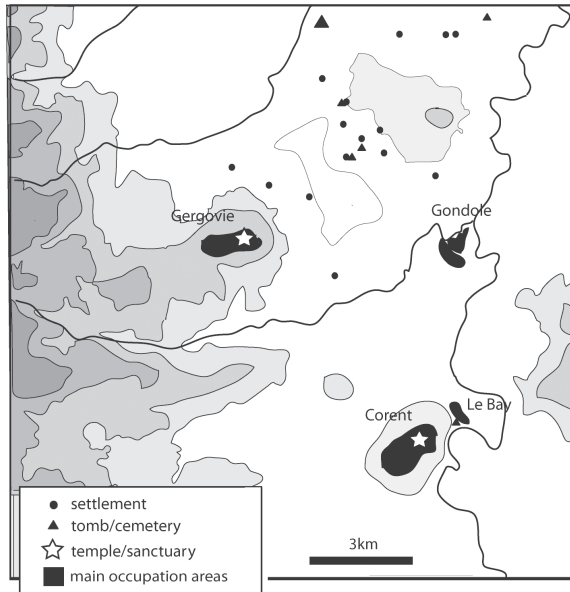 Gergovie
Gondole
Corent
Le Bay
settlement
tomb/cemetery
temple/sanctuary
main occupation areas
3km